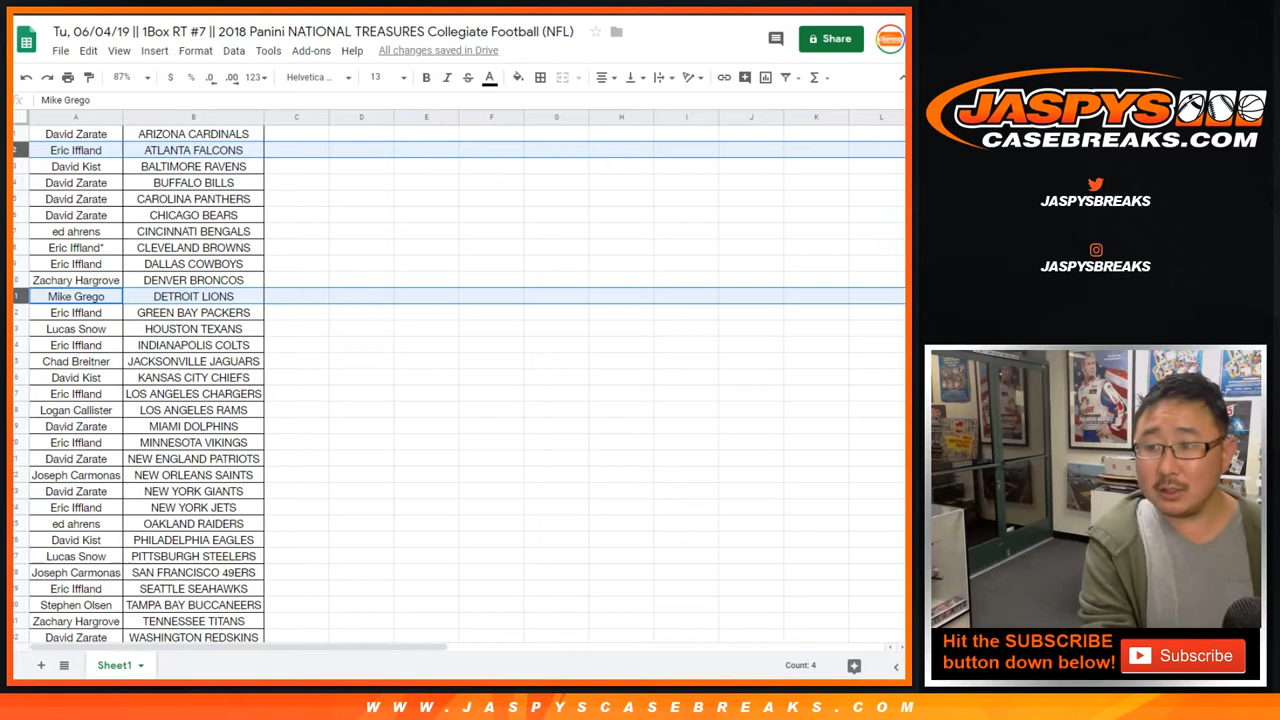 Tu, 06/04/19 || 1Box RT #7 || 2018 Panini NATIONAL TREASURES Collegiate Football (NFL)
File Edit View Insert Format Data Tools Add-ons Help All changes saved in Drive
Share
87% $ % .0 .00 123 Helvetica ... 13 B I S A
fx Mike Grego
A B C D E F G H I J K L
David Zarate ARIZONA CARDINALS
Eric Iffland ATLANTA FALCONS
David Kist BALTIMORE RAVENS
David Zarate BUFFALO BILLS
David Zarate CAROLINA PANTHERS
David Zarate CHICAGO BEARS
ed ahrens CINCINNATI BENGALS
Eric Iffland* CLEVELAND BROWNS
Eric Iffland DALLAS COWBOYS
Zachary Hargrove DENVER BRONCOS
Mike Grego DETROIT LIONS
Eric Iffland GREEN BAY PACKERS
Lucas Snow HOUSTON TEXANS
Eric Iffland INDIANAPOLIS COLTS
Chad Breitner JACKSONVILLE JAGUARS
David Kist KANSAS CITY CHIEFS
Eric Iffland LOS ANGELES CHARGERS
Logan Callister LOS ANGELES RAMS
David Zarate MIAMI DOLPHINS
Eric Iffland MINNESOTA VIKINGS
David Zarate NEW ENGLAND PATRIOTS
Joseph Carmonas NEW ORLEANS SAINTS
David Zarate NEW YORK GIANTS
Eric Iffland NEW YORK JETS
ed ahrens OAKLAND RAIDERS
David Kist PHILADELPHIA EAGLES
Lucas Snow PITTSBURGH STEELERS
Joseph Carmonas SAN FRANCISCO 49ERS
Eric Iffland SEATTLE SEAHAWKS
Stephen Olsen TAMPA BAY BUCCANEERS
Zachary Hargrove TENNESSEE TITANS
David Zarate WASHINGTON REDSKINS
Sheet1
Count: 4
JASPYS
CASEBREAKS.COM
JASPYSBREAKS
JASPYSBREAKS
Hit the SUBSCRIBE
button down below!
Subscribe
WWW.JASPYSCASEBREAKS.COM